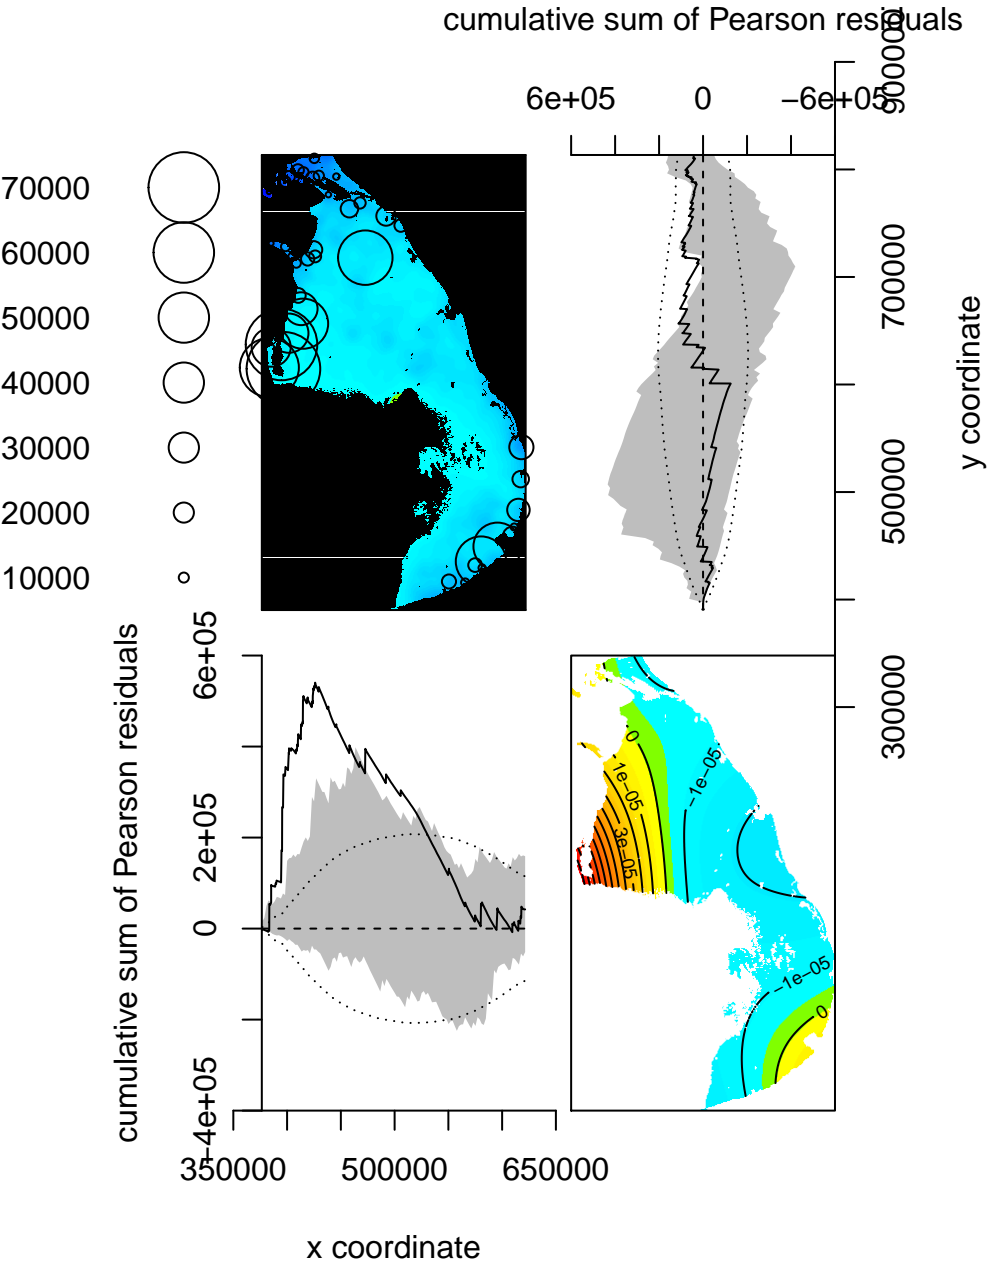 cumulative sum of Pearson residuals
6e+05 0 −6e+05
900000
700000
500000
300000
y coordinate
70000
60000
50000
40000
30000
20000
10000
cumulative sum of Pearson residuals
6e+05
2e+05
0
−4e+05
350000 500000 650000
x coordinate
0
1e−05
3e−05
−1e−05
−1e−05
0